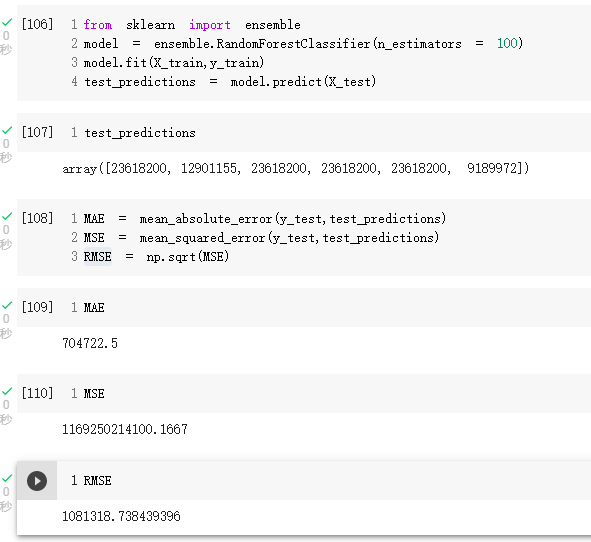 [106] 1 from sklearn import ensemble
2 model = ensemble.RandomForestClassifier(n_estimators = 100)
3 model.fit(X_train,y_train)
4 test_predictions = model.predict(X_test)
0
秒
[107] 1 test_predictions
0
秒
array([23618200, 12901155, 23618200, 23618200, 23618200, 9189972])
[108] 1 MAE = mean_absolute_error(y_test,test_predictions)
2 MSE = mean_squared_error(y_test,test_predictions)
3 RMSE = np.sqrt(MSE)
0
秒
[109] 1 MAE
0
秒
704722.5
[110] 1 MSE
0
秒
1169250214100.1667
1 RMSE
0
秒
1081318.738439396